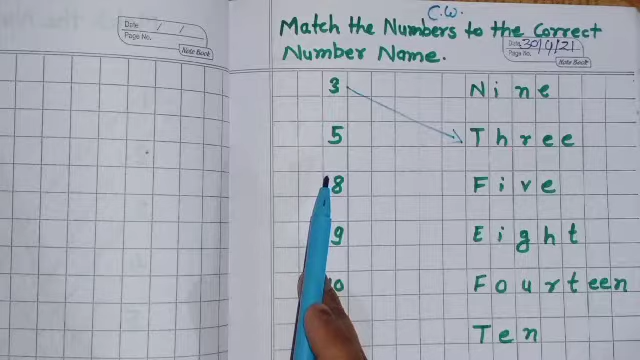 Date / /
Page No.
Note Book
C.W.
Match the Numbers to the Correct
Date 30/4/21
Number Name.
Page No.
Note Book
3 Nine
5 Three
8 Five
9 Eight
0 Fourteen
Ten